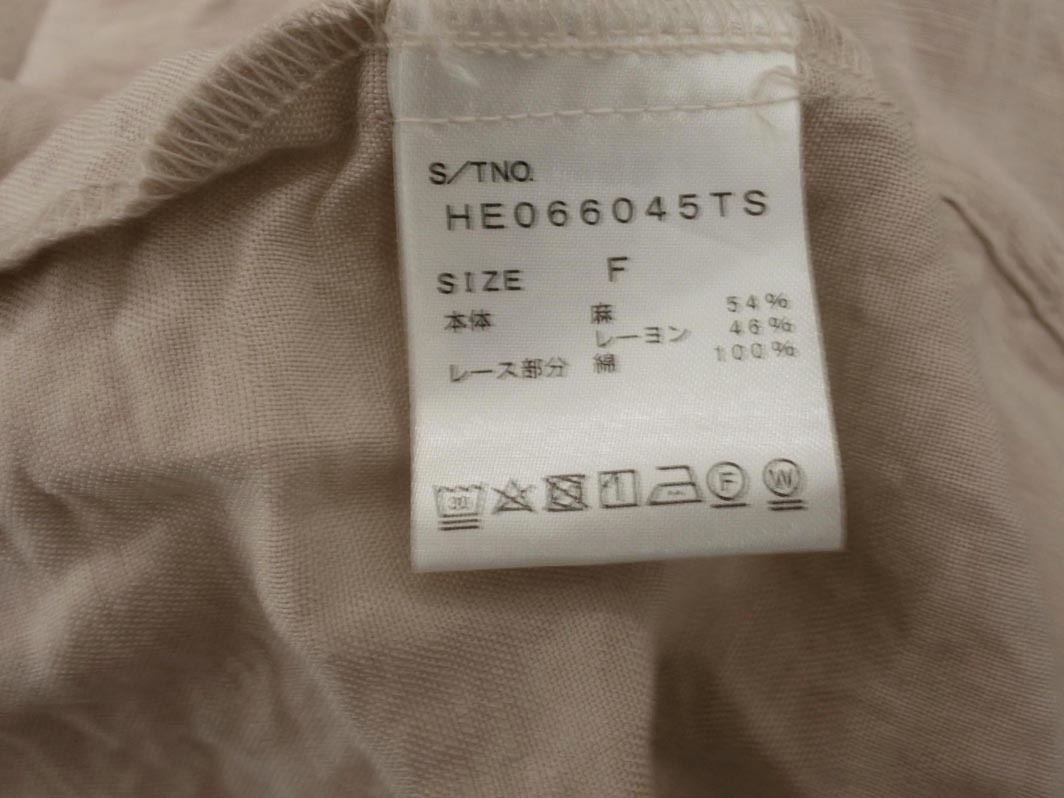 S/TNO.
HE066045TS
SIZE F
本体 麻 54%
レーヨン 46%
レース部分 綿 100%
30 F W